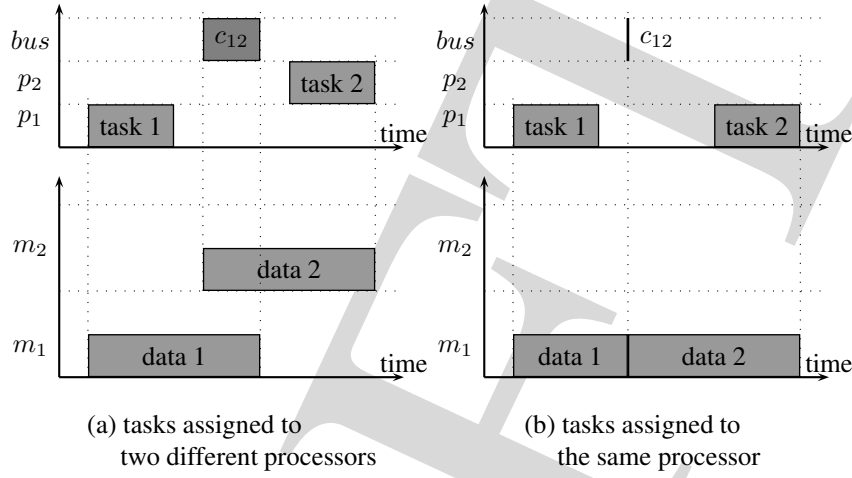 bus
c₁₂
p₂
task 2
p₁
task 1
time
m₂
data 2
m₁
data 1
time
(a) tasks assigned to
two different processors
bus
c₁₂
p₂
p₁
task 1
task 2
time
m₂
m₁
data 1
data 2
time
(b) tasks assigned to
the same processor